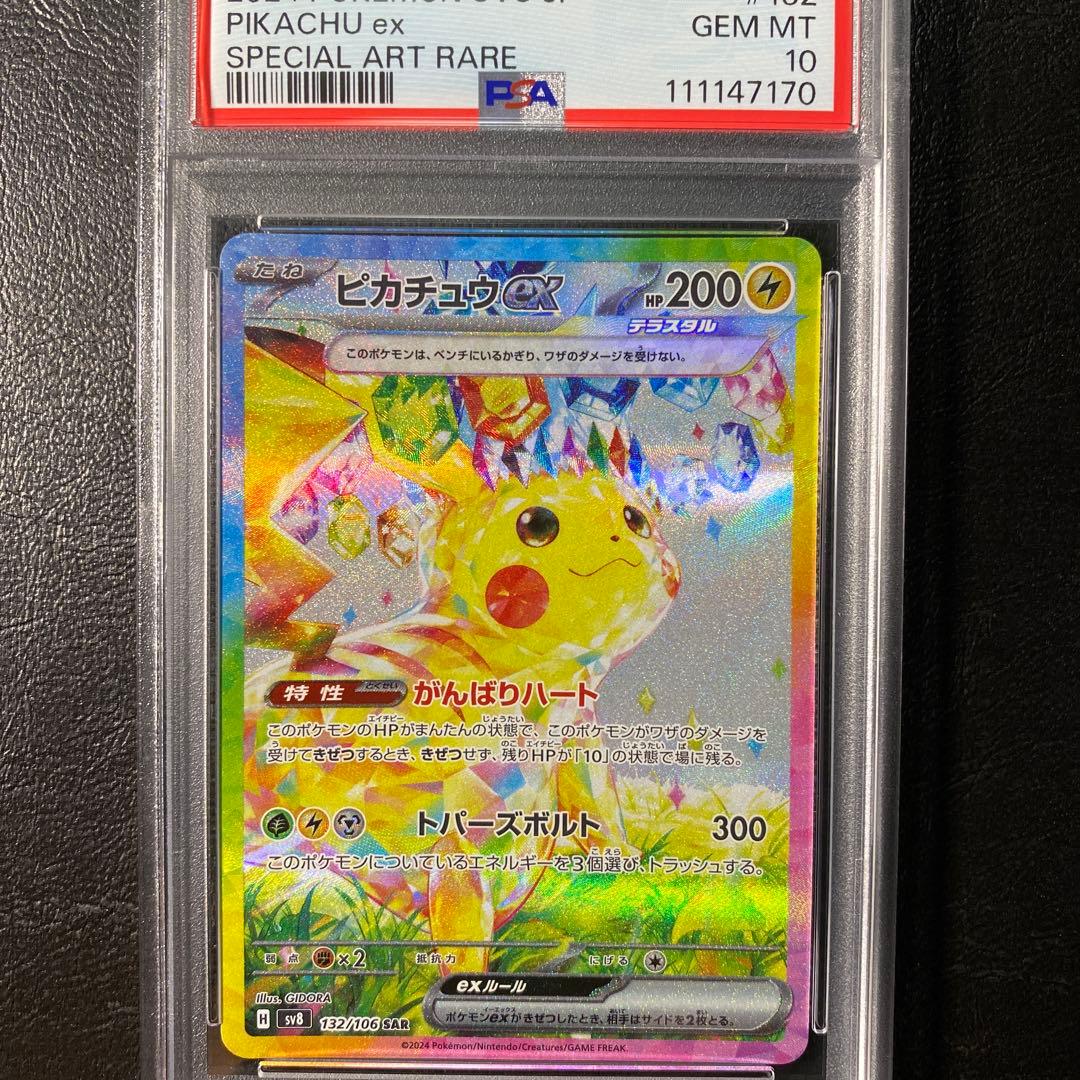 PIKACHU ex
SPECIAL ART RARE
GEM MT
10
PSA
111147170
たね
ピカチュウex
HP200
テラスタル
このポケモンは、ベンチにいるかぎり、ワザのダメージを受けない。
特性
とくせい
がんばりハート
このポケモンのHPがまんたんの状態で、このポケモンがワザのダメージを
受けてきぜつするとき、きぜつせず、残りHPが「10」の状態で場に残る。
トパーズボルト 300
このポケモンについているエネルギーを3個選び、トラッシュする。
弱点 ×2 抵抗力 にげる
exルール
ポケモンexがきぜつしたとき、相手はサイドを2枚とる。
Illus. GIDORA
H sv8 132/106 SAR
©2024 Pokémon/Nintendo/Creatures/GAME FREAK.